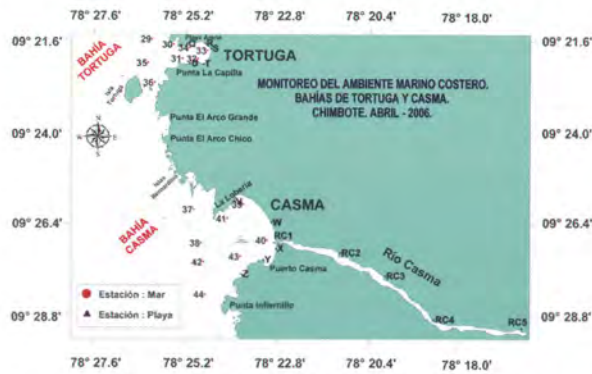 78° 27.6' 78° 25.2' 78° 22.8' 78° 20.4' 78° 18.0'
09° 21.6' 09° 21.6'
BAHÍA TORTUGA
29 30 34 33 S
31 32 T
35
36
TORTUGA
Punta La Capilla
Isla Tortuga
MONITOREO DEL AMBIENTE MARINO COSTERO.
BAHÍAS DE TORTUGA Y CASMA.
CHIMBOTE. ABRIL - 2006.
Punta El Arco Grande
09° 24.0' 09° 24.0'
Punta El Arco Chico
La Lobería
CASMA
37
41
W
09° 26.4' 09° 26.4'
BAHÍA CASMA
38
40
RC1
X
RC2
Río Casma
43
42
Y
Puerto Casma
Z
RC3
44
Punta Infiernillo
Estación : Mar
Estación : Playa
RC4
RC5
09° 28.8' 09° 28.8'
78° 27.6' 78° 25.2' 78° 22.8' 78° 20.4' 78° 18.0'